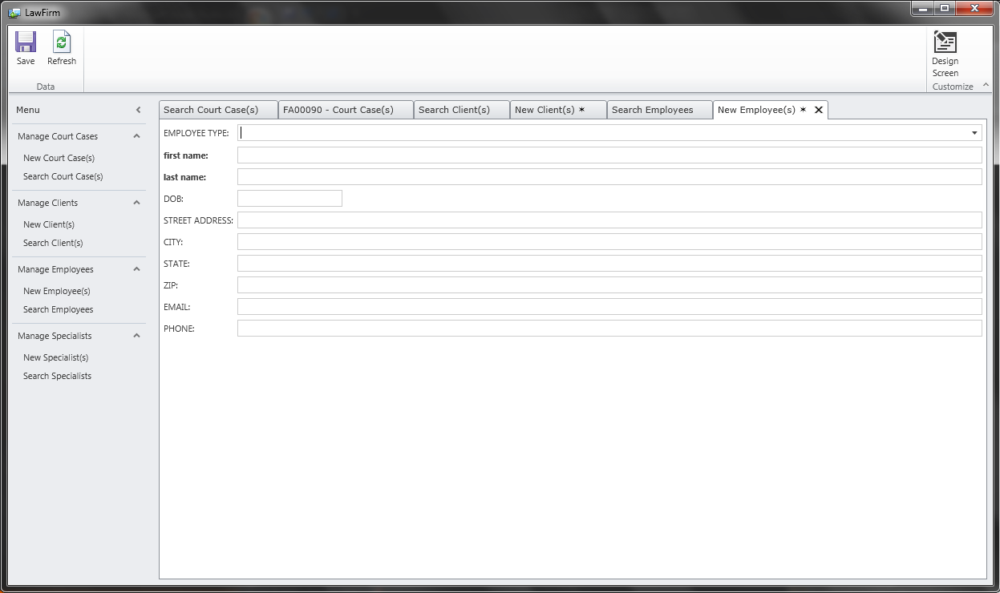 LawFirm
Save
Refresh
Data
Design
Screen
Customize
Menu
Manage Court Cases
New Court Case(s)
Search Court Case(s)
Manage Clients
New Client(s)
Search Client(s)
Manage Employees
New Employee(s)
Search Employees
Manage Specialists
New Specialist(s)
Search Specialists
Search Court Case(s)
FA00090 - Court Case(s)
Search Client(s)
New Client(s) *
Search Employees
New Employee(s) *
EMPLOYEE TYPE:
first name:
last name:
DOB:
STREET ADDRESS:
CITY:
STATE:
ZIP:
EMAIL:
PHONE: